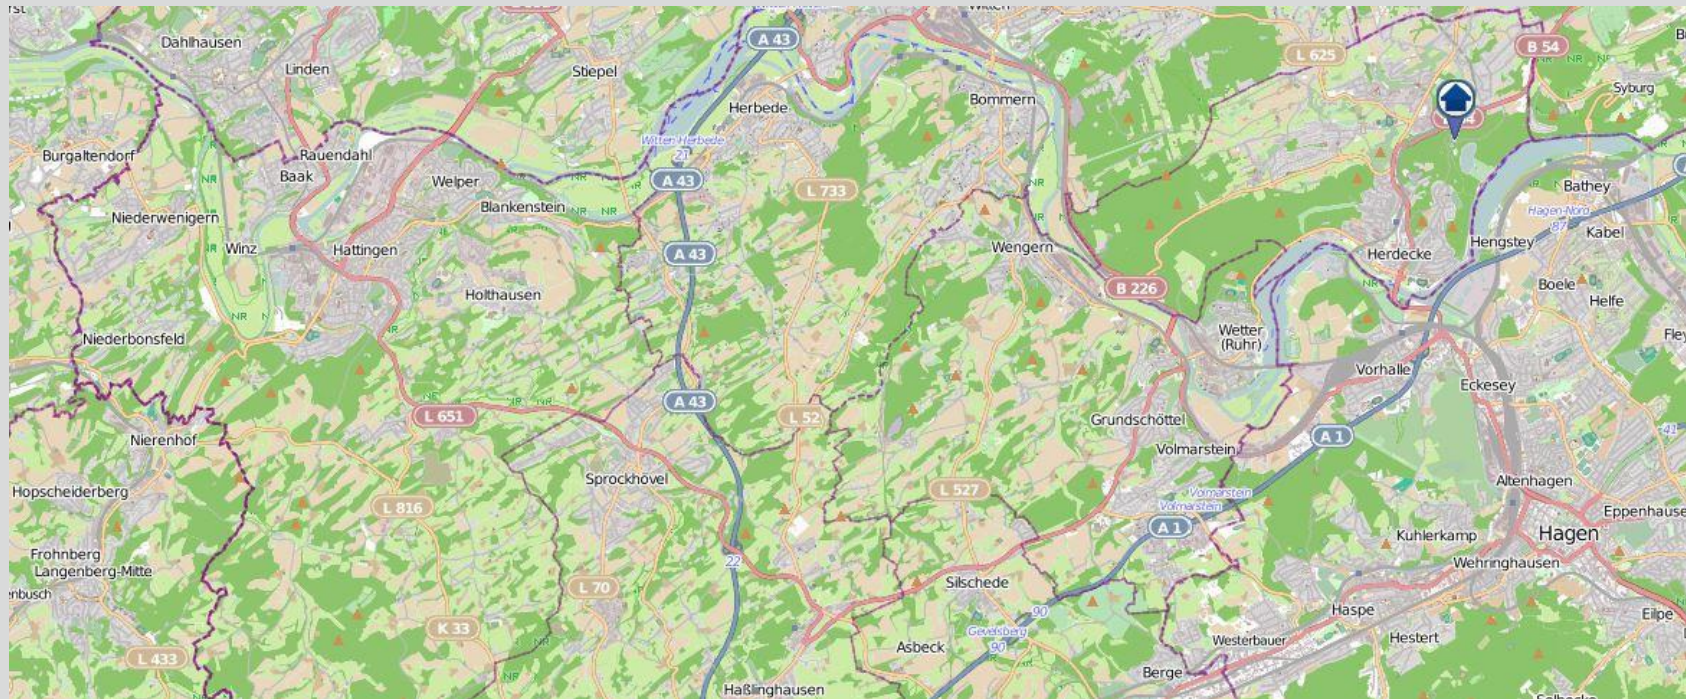 Dahlhausen
Linden
Stiepel
A 43
Herbede
Bommern
L 625
B 54
Syburg
Burgaltendorf
Rauendahl
Baak
Witten-Herbede
21
A 43
Welper
Blankenstein
L 733
Niederwenigern
Winz
Hattingen
A 43
Wengern
Bathey
Hagen-Nord
87
Kabel
Hengstey
Herdecke
Holthausen
B 226
Boele
Helfe
Niederbonsfeld
Wetter
(Ruhr)
Vorhalle
Eckesey
A 43
L 651
L 52
Grundschöttel
Nierenhof
Volmarstein
A 1
41
Sprockhövel
Hopscheiderberg
L 816
L 527
Volmarstein
Volmarstein
A 1
Altenhagen
Kuhlerkamp
Hagen
Wehringhausen
Frohnberg
Langenberg-Mitte
22
L 70
Silschede
90
Gevelsberg
90
Haspe
Hestert
Westerbauer
Eilpe
K 33
L 433
Asbeck
Berge
Haßlinghausen
NR